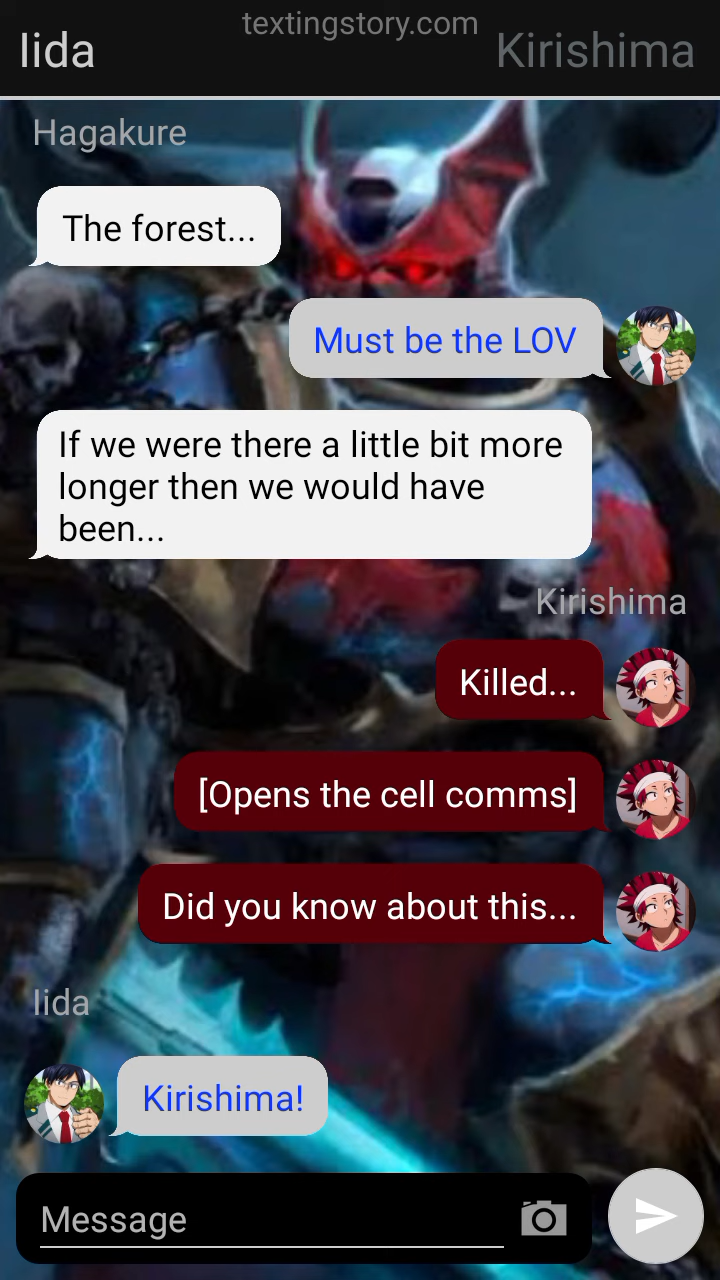 textingstory.com
Iida
Kirishima
Hagakure
The forest...
Must be the LOV
If we were there a little bit more
longer then we would have
been...
Kirishima
Killed...
[Opens the cell comms]
Did you know about this...
Iida
Kirishima!
Message